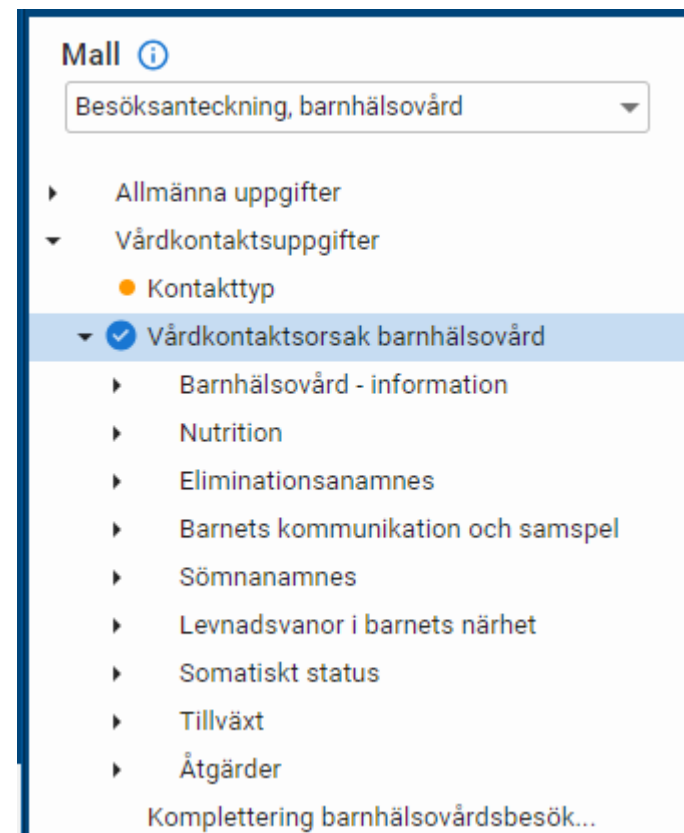 Mall
Besöksanteckning, barnhälsovård
Allmänna uppgifter
Vårdkontaktsuppgifter
Kontakttyp
Vårdkontaktsorsak barnhälsovård
Barnhälsovård - information
Nutrition
Eliminationsanamnes
Barnets kommunikation och samspel
Sömnanamnes
Levnadsvanor i barnets närhet
Somatiskt status
Tillväxt
Åtgärder
Komplettering barnhälsovårdsbesök...